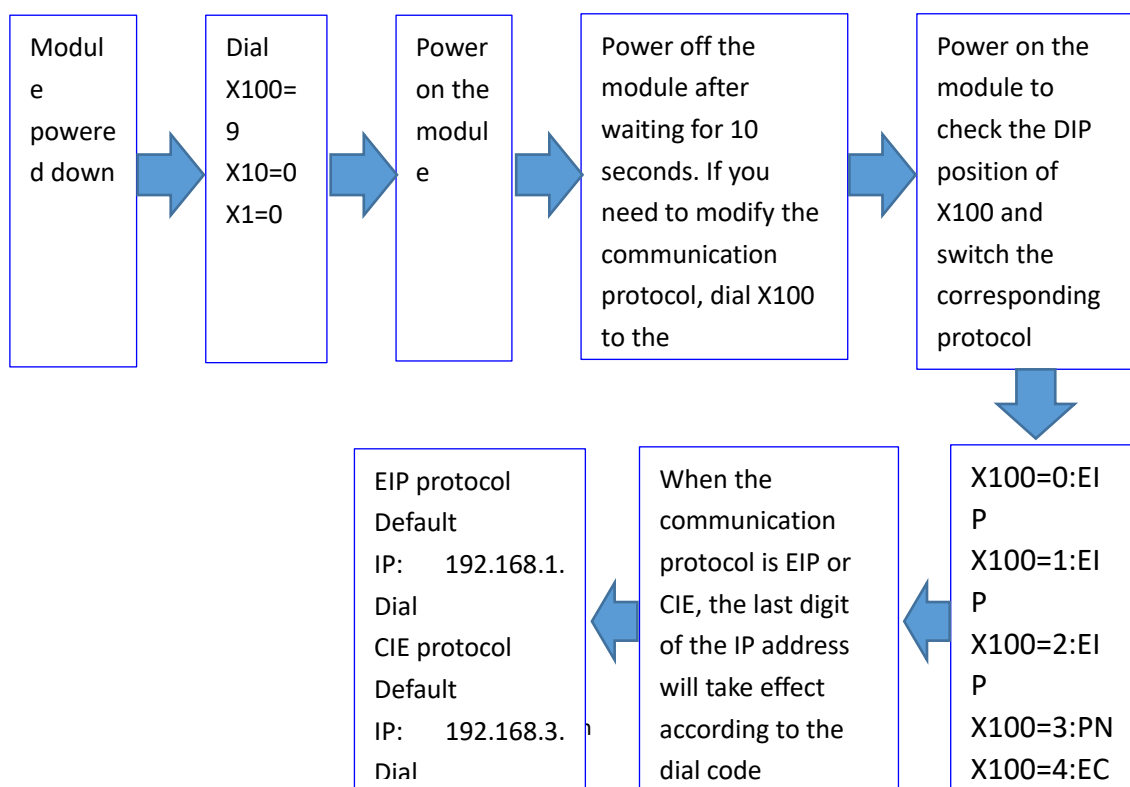 Modul
e
powere
d down
Dial
X100=
9
X10=0
X1=0
Power
on the
modul
e
Power off the
module after
waiting for 10
seconds. If you
need to modify the
communication
protocol, dial X100
to the
Power on the
module to
check the DIP
position of
X100 and
switch the
corresponding
protocol
X100=0:EI
P
X100=1:EI
P
X100=2:EI
P
X100=3:PN
X100=4:EC
When the
communication
protocol is EIP or
CIE, the last digit
of the IP address
will take effect
according to the
dial code
EIP protocol
Default
IP: 192.168.1.
Dial
CIE protocol
Default
IP: 192.168.3.
Dial